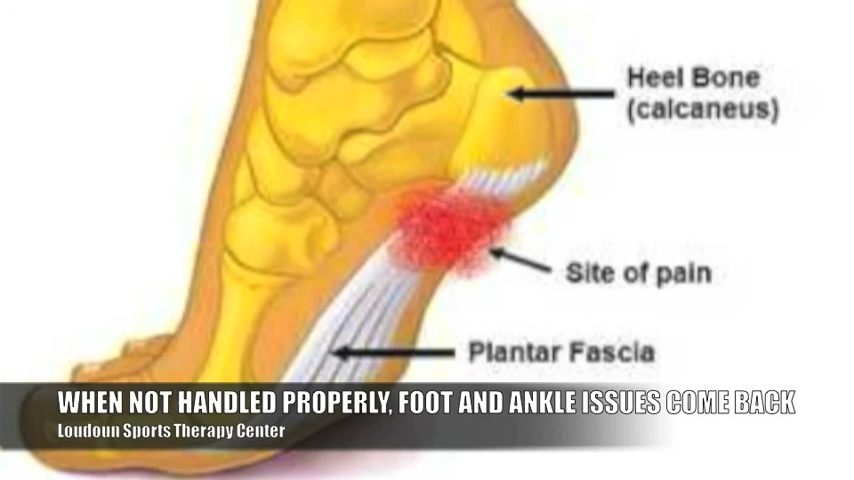 Heel Bone
(calcaneus)
Site of pain
Plantar Fascia
WHEN NOT HANDLED PROPERLY, FOOT AND ANKLE ISSUES COME BACK
Loudoun Sports Therapy Center